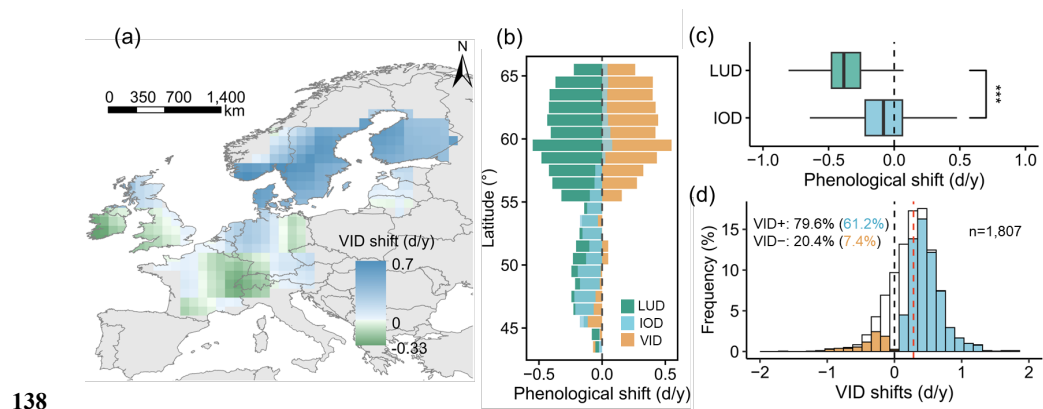 (a)
N
0 350 700 1,400
km
VID shift (d/y)
0.7
0
-0.33
(b)
Latitude (°)
65
60
55
50
45
LUD
IOD
VID
−0.5 0.0 0.5
Phenological shift (d/y)
(c)
LUD
IOD
***
−1.0 −0.5 0.0 0.5 1.0
Phenological shift (d/y)
(d)
VID+: 79.6% (61.2%)
VID−: 20.4% (7.4%)
n=1,807
Frequency (%)
15
10
5
0
−2 −1 0 1 2
VID shifts (d/y)
138